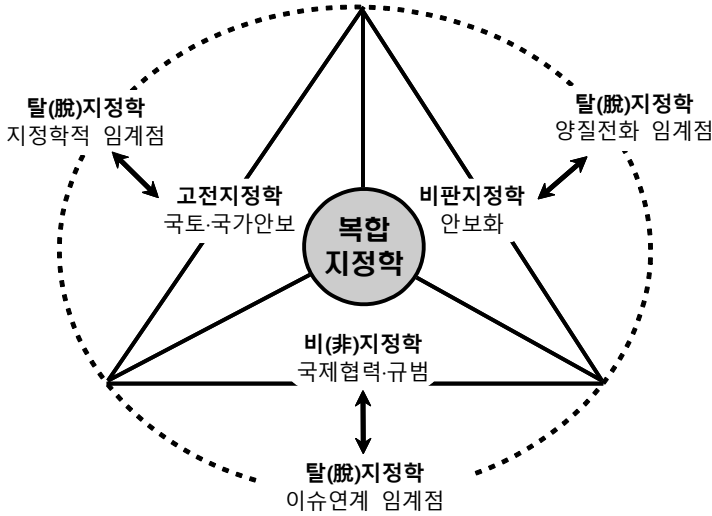 탈(脫)지정학
지정학적 임계점
탈(脫)지정학
양질전화 임계점
고전지정학
국토·국가안보
비판지정학
안보화
복합
지정학
비(非)지정학
국제협력·규범
탈(脫)지정학
이슈연계 임계점